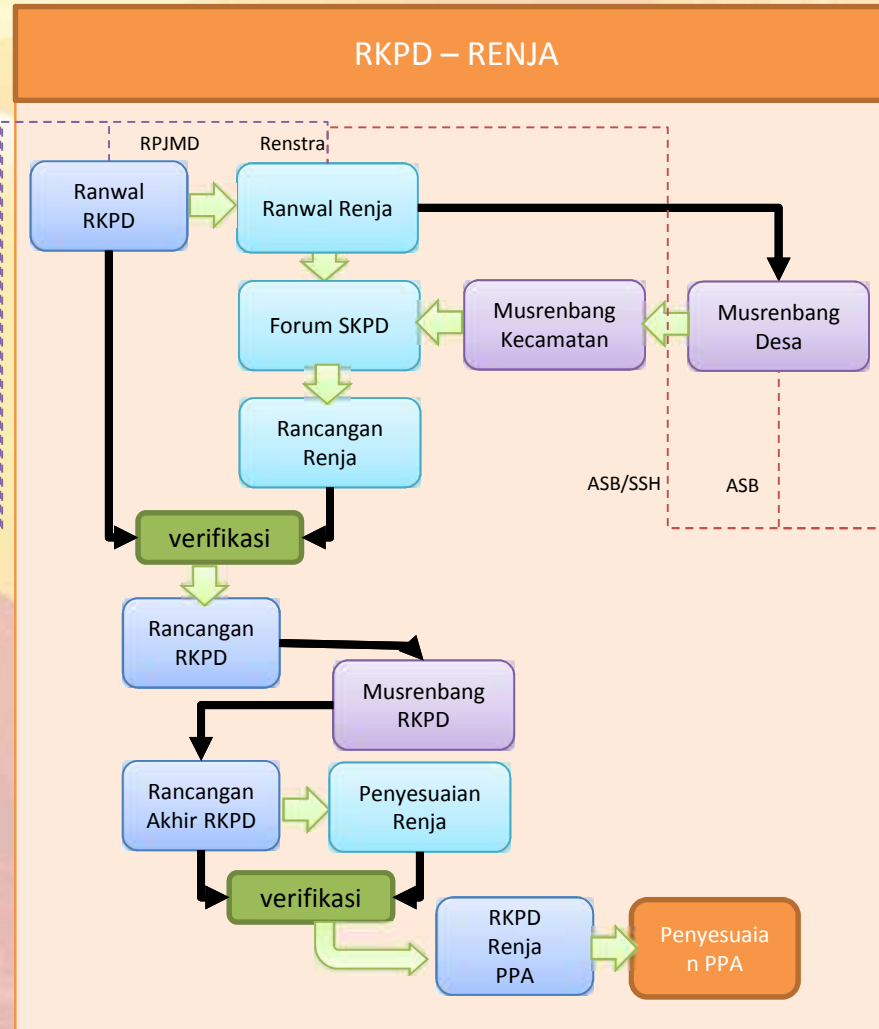 RKPD – RENJA
RPJMD
Renstra
Ranwal
RKPD
Ranwal Renja
Forum SKPD
Musrenbang
Kecamatan
Musrenbang
Desa
Rancangan
Renja
ASB/SSH
ASB
verifikasi
Rancangan
RKPD
Musrenbang
RKPD
Rancangan
Akhir RKPD
Penyesuaian
Renja
verifikasi
RKPD
Renja
PPA
Penyesuaia
n PPA